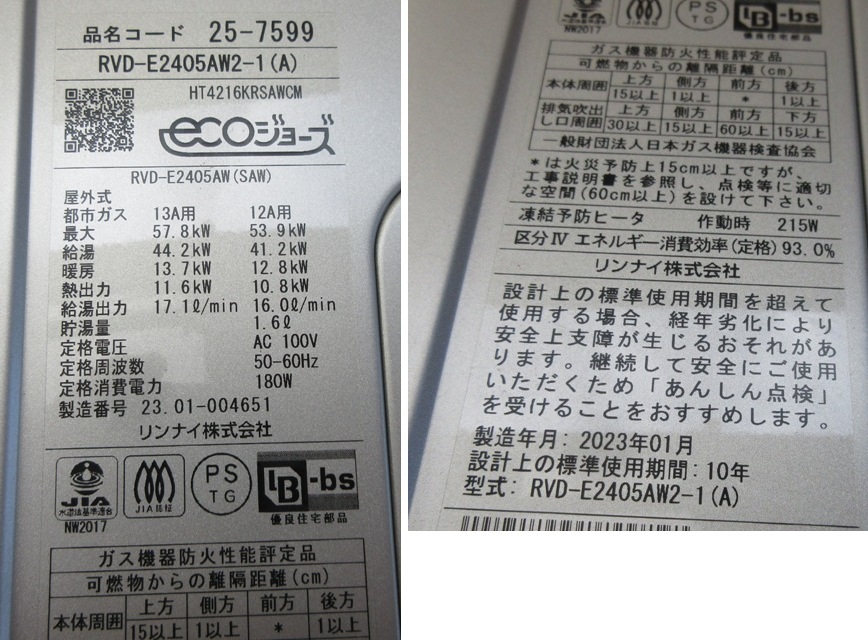 品名コード 25-7599
RVD-E2405AW2-1(A)
HT4216KRSAWCM
ecoジョーズ
RVD-E2405AW(SAW)
屋外式
都市ガス 13A用 12A用
最大 57.8kW 53.9kW
給湯 44.2kW 41.2kW
暖房 13.7kW 12.8kW
熱出力 11.6kW 10.8kW
給湯出力 17.1ℓ/min 16.0ℓ/min
貯湯量 1.6ℓ
定格電圧 AC 100V
定格周波数 50-60Hz
定格消費電力 180W
製造番号 23.01-004651
リンナイ株式会社
JIA
水道法基準適合
NW2017
JIA認証
PS
TG
BL-bs
優良住宅部品
ガス機器防火性能評定品
可燃物からの離隔距離(cm)
本体周囲 上方 側方 前方 後方
15以上 1以上 * 1以上
JIA
NW2017
PS
TG
BL-bs
優良住宅部品
ガス機器防火性能評定品
可燃物からの離隔距離(cm)
本体周囲 上方 側方 前方 後方
15以上 1以上 * 1以上
排気吹出し口周囲 上方 側方 前方 下方
30以上 15以上 60以上 15以上
一般財団法人日本ガス機器検査協会
*は火災予防上15cm以上ですが、
工事説明書を参照し、点検等に適切
な空間(60cm以上)を設けて下さい。
凍結予防ヒータ 作動時 215W
区分Ⅳ エネルギー消費効率(定格)93.0%
リンナイ株式会社
設計上の標準使用期間を超えて
使用する場合、経年劣化により
安全上支障が生じるおそれがあ
ります。継続して安全にご使用
いただくため「あんしん点検」
を受けることをおすすめします。
製造年月: 2023年01月
設計上の標準使用期間:10年
型式: RVD-E2405AW2-1(A)